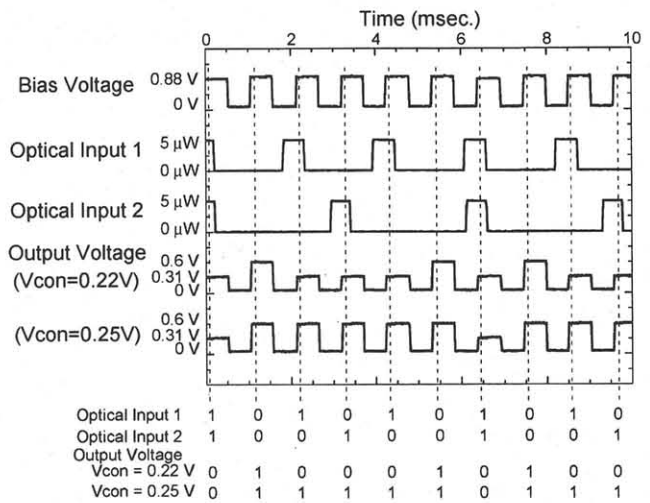 Time (msec.)
0 2 4 6 8 10
Bias Voltage 0.88 V
0 V
Optical Input 1 5 μW
0 μW
Optical Input 2 5 μW
0 μW
Output Voltage
(Vcon=0.22V) 0.6 V
0.31 V
0 V
(Vcon=0.25V) 0.6 V
0.31 V
0 V
Optical Input 1 1 0 1 0 1 0 1 0 1 0
Optical Input 2 1 0 0 1 0 0 1 0 0 1
Output Voltage
Vcon = 0.22 V 0 1 0 0 0 1 0 1 0 0
Vcon = 0.25 V 0 1 1 1 1 1 0 1 1 1